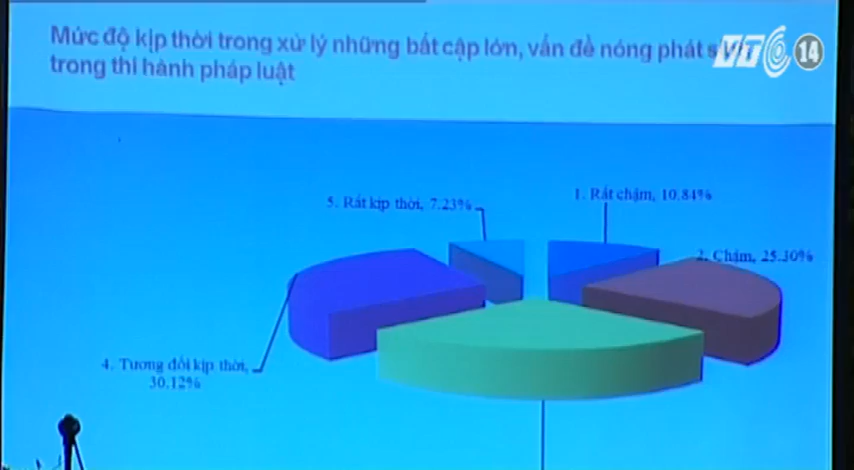 Mức độ kịp thời trong xử lý những bất cập lớn, vấn đề nóng phát
trong thi hành pháp luật
VTC 14
5. Rất kịp thời, 7.23%
1. Rất chậm, 10.84%
2. Chậm, 25.30%
4. Tương đối kịp thời,
30.12%